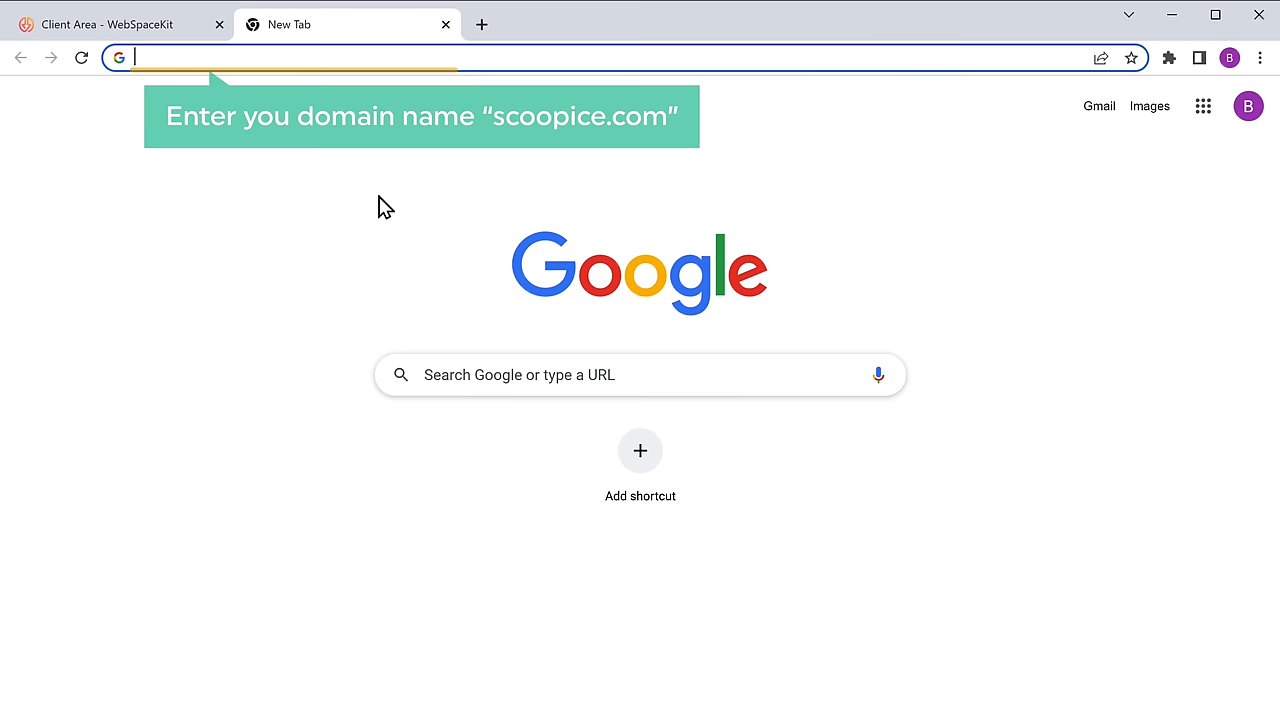 Client Area - WebSpaceKit
New Tab
B
Enter you domain name “scoopice.com”
Gmail Images
B
Google
Search Google or type a URL
Add shortcut